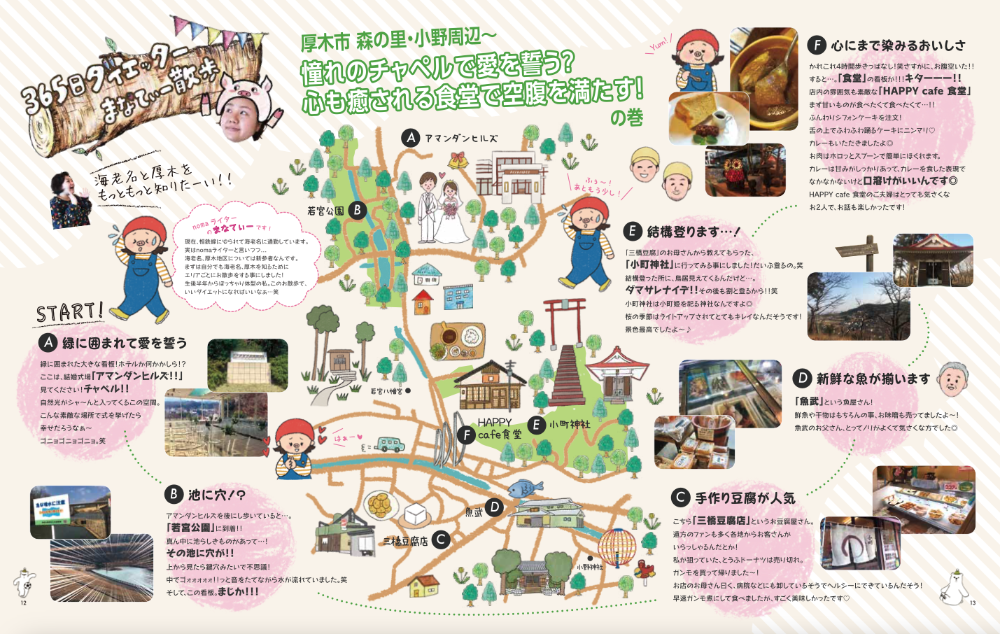 365日ダイエッター
まなてぃー散歩
厚木市 森の里・小野周辺〜
憧れのチャペルで愛を誓う?
心も癒される食堂で空腹を満たす!
の巻
海老名と厚木を
もっともっと知りたーい!!
noma ライター
の まなてぃー です!
現在、相鉄線にゆられて海老名に通勤しています。
実はnomaライターと言いつつ…
海老名、厚木地区については新参者なんです。
まずは自分でも海老名、厚木を知るために
エリアごとにお散歩をする事にしました!
生後半年からぽっちゃり体型の私。このお散歩で、
いいダイエットになればいいなぁ…笑
START!
A 緑に囲まれて愛を誓う
緑に囲まれた大きな看板!ホテルか何かかしら!?
ここは、結婚式場「アマンダンヒルズ!!」
見てください!チャペル!!
自然光がシャ〜んと入ってくるこの空間。
こんな素敵な場所で式を挙げたら
幸せだろうなぁ〜
ゴニョゴニョゴニョ。笑
B 池に穴!?
アマンダンヒルズを後にし歩いていると…。
「若宮公園」に到着!!
真ん中に池らしきものがあって…!
その池に穴が!!
上から見たら鍵穴みたいで不思議!
中でゴォォォォォ!!っと音をたてながら水が流れていました。笑
そして、この看板。まじか!!!
急な増水に注意
A アマンダンヒルズ
若宮公園 B
ふぅ〜!
あともう少し!
若宮八幡宮
HAPPY
F cafe食堂
E 小町神社
はぁー
魚武 D
三橋豆腐店 C
小野神社
Yum!
F 心にまで染みるおいしさ
かれこれ4時間歩きっぱなし!笑さすがに、お腹空いた!!
すると…。「食堂」の看板が!!!キターーー!!
店内の雰囲気も素敵な「HAPPY cafe 食堂」
まず甘いものが食べたくて食べたくて…!!
ふんわりシフォンケーキを注文!
舌の上でふわふわ踊るケーキにニンマリ♡
カレーもいただきましたよ◎
お肉はホロっとスプーンで簡単にほぐれます。
カレーは甘みがしっかりあって、カレーを食した表現で
なかなかないけど口溶けがいいんです◎
HAPPY cafe 食堂のご夫婦はとっても気さくな
お2人で、お話も楽しかったです!
E 結構登ります…!
「三橋豆腐」のお母さんから教えてもらった、
「小町神社」に行ってみる事にしました!だいぶ登るの。笑
結構登った所に、鳥居見えてくるんだけど…。
ダマサレナイデ!!その後も割と登るから!!笑
小町神社は小町姫を祀る神社なんですよ◎
桜の季節はライトアップされてとてもキレイなんだそうです!
景色最高でしたよ〜♪
D 新鮮な魚が揃います
「魚武」という魚屋さん!
鮮魚や干物はもちろんの事、お味噌も売ってましたよ〜!
魚武のお父さん、とってノリがよくて気さくな方でした◎
C 手作り豆腐が人気
こちら「三橋豆腐店」というお豆腐屋さん。
遠方のファンも多く各地からお客さんが
いらっしゃるんだとか!
私が狙っていた、とうふドーナツは売り切れ。
ガンモを買って帰りました〜!
お店のお母さん曰く、病院などにも卸しているそうでヘルシーにできているんだそう!
早速ガンモ煮にして食べましたが、すごく美味しかったです♡
小町
12
13